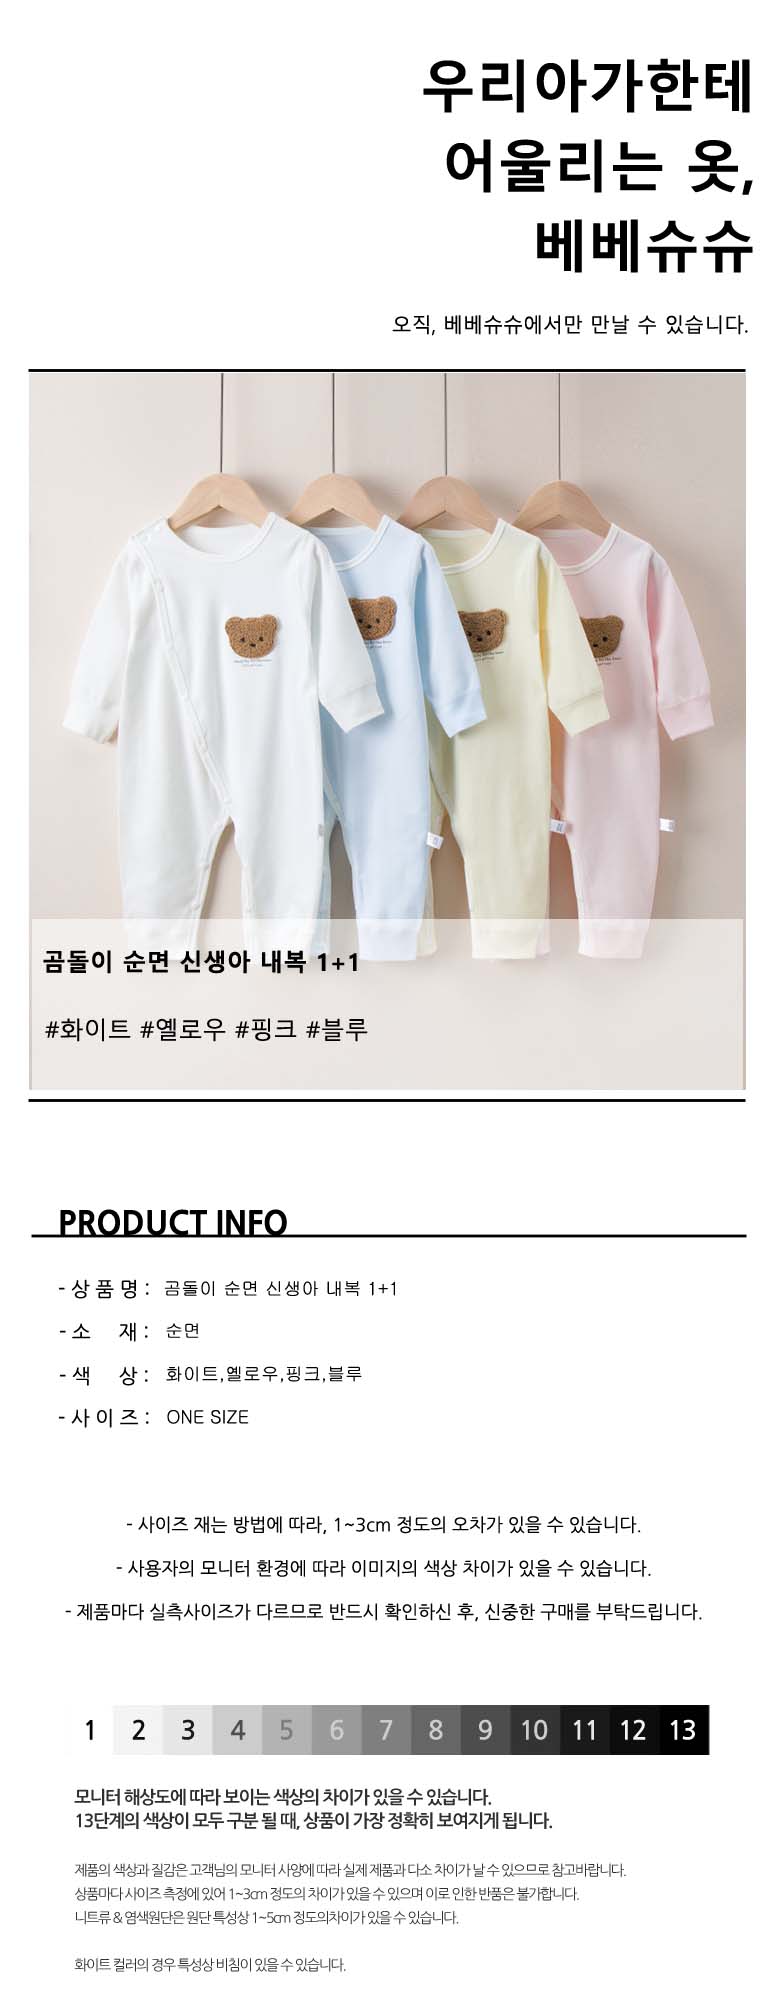 우리아가한테
어울리는 옷,
베베슈슈
오직, 베베슈슈에서만 만날 수 있습니다.
곰돌이 순면 신생아 내복 1+1
#화이트 #옐로우 #핑크 #블루
PRODUCT INFO
- 상 품 명 : 곰돌이 순면 신생아 내복 1+1
- 소 재 : 순면
- 색 상 : 화이트,옐로우,핑크,블루
- 사 이 즈 : ONE SIZE
- 사이즈 재는 방법에 따라, 1~3cm 정도의 오차가 있을 수 있습니다.
- 사용자의 모니터 환경에 따라 이미지의 색상 차이가 있을 수 있습니다.
- 제품마다 실측사이즈가 다르므로 반드시 확인하신 후, 신중한 구매를 부탁드립니다.
1 2 3 4 5 6 7 8 9 10 11 12 13
모니터 해상도에 따라 보이는 색상의 차이가 있을 수 있습니다.
13단계의 색상이 모두 구분 될 때, 상품이 가장 정확히 보여지게 됩니다.
제품의 색상과 질감은 고객님의 모니터 사양에 따라 실제 제품과 다소 차이가 날 수 있으므로 참고바랍니다.
상품마다 사이즈 측정에 있어 1~3cm 정도의 차이가 있을 수 있으며 이로 인한 반품은 불가합니다.
니트류 & 염색원단은 원단 특성상 1~5cm 정도의차이가 있을 수 있습니다.
화이트 컬러의 경우 특성상 비침이 있을 수 있습니다.